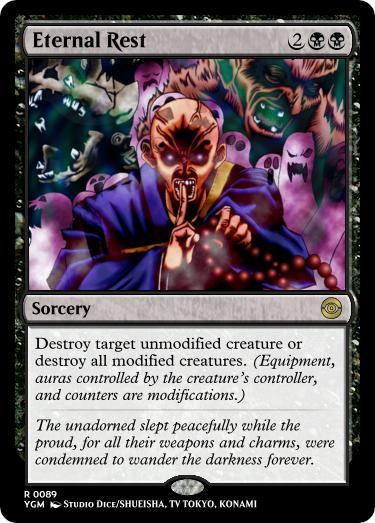 Eternal Rest 2
Sorcery
Destroy target unmodified creature or
destroy all modified creatures. (Equipment,
auras controlled by the creature's controller,
and counters are modifications.)
The unadorned slept peacefully while the
proud, for all their weapons and charms, were
condemned to wander the darkness forever.
R 0089
YGM Studio Dice/SHUEISHA, TV TOKYO, KONAMI